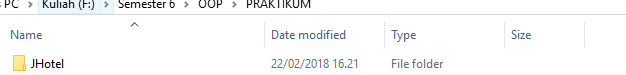 PC > Kuliah (F:) > Semester 6 > OOP > PRAKTIKUM
Name Date modified Type Size
JHotel 22/02/2018 16.21 File folder